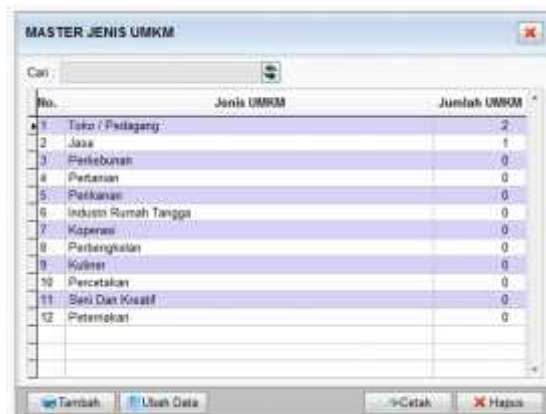 MASTER JENIS UMKM
Cari :
No. Jenis UMKM Jumlah UMKM
1 Toko / Pedagang 2
2 Jasa 1
3 Perkebunan 0
4 Pertanian 0
5 Perikanan 0
6 Industri Rumah Tangga 0
7 Koperasi 0
8 Perbengkelan 0
9 Kuliner 0
10 Percetakan 0
11 Seni Dan Kreatif 0
12 Peternakan 0
Tambah Ubah Data Cetak Hapus